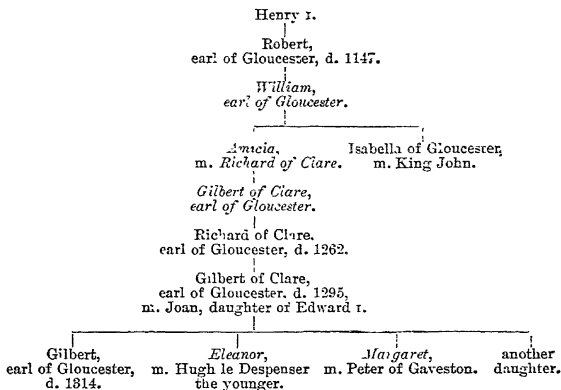 Henry I.
Robert,
earl of Gloucester, d. 1147.
William,
earl of Gloucester.
Amicia,
m. Richard of Clare.
Isabella of Gloucester,
m. King John.
Gilbert of Clare,
earl of Gloucester.
Richard of Clare,
earl of Gloucester, d. 1262.
Gilbert of Clare,
earl of Gloucester. d. 1295,
m. Joan, daughter of Edward I.
Gilbert,
earl of Gloucester,
d. 1314.
Eleanor,
m. Hugh le Despenser
the younger.
Margaret,
m. Peter of Gaveston.
another
daughter.